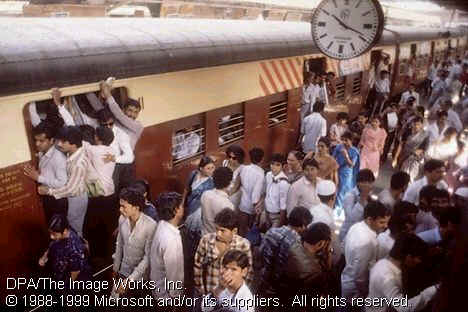 DPA/The Image Works, Inc.
© 1988-1999 Microsoft and/or its suppliers. All rights reserved.